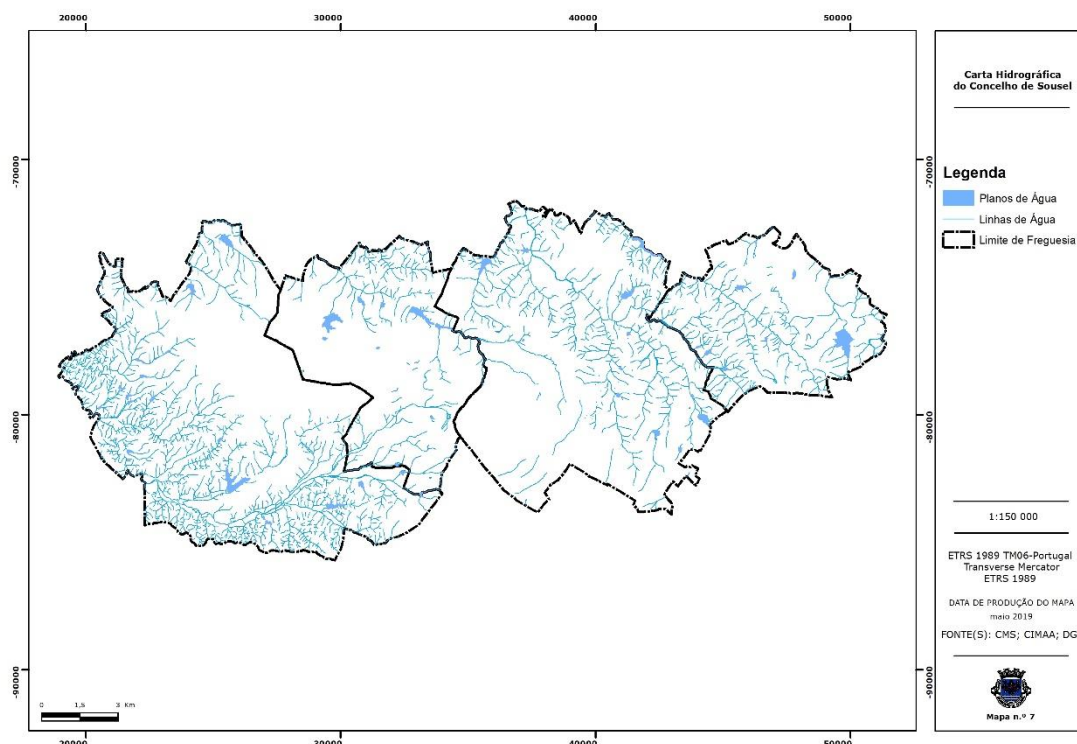 20000 30000 40000 50000
Carta Hidrográfica
do Concelho de Sousel
-70000 -70000
Legenda
Planos de Água
Linhas de Água
Limite de Freguesia
-80000 -80000
1:150 000
ETRS 1989 TM06-Portugal
Transverse Mercator
ETRS 1989
DATA DE PRODUÇÃO DO MAPA
maio 2019
FONTE(S): CMS; CIMAA; DG
-90000 -90000
0 1,5 3 Km
Mapa n.º 7
20000 30000 40000 50000